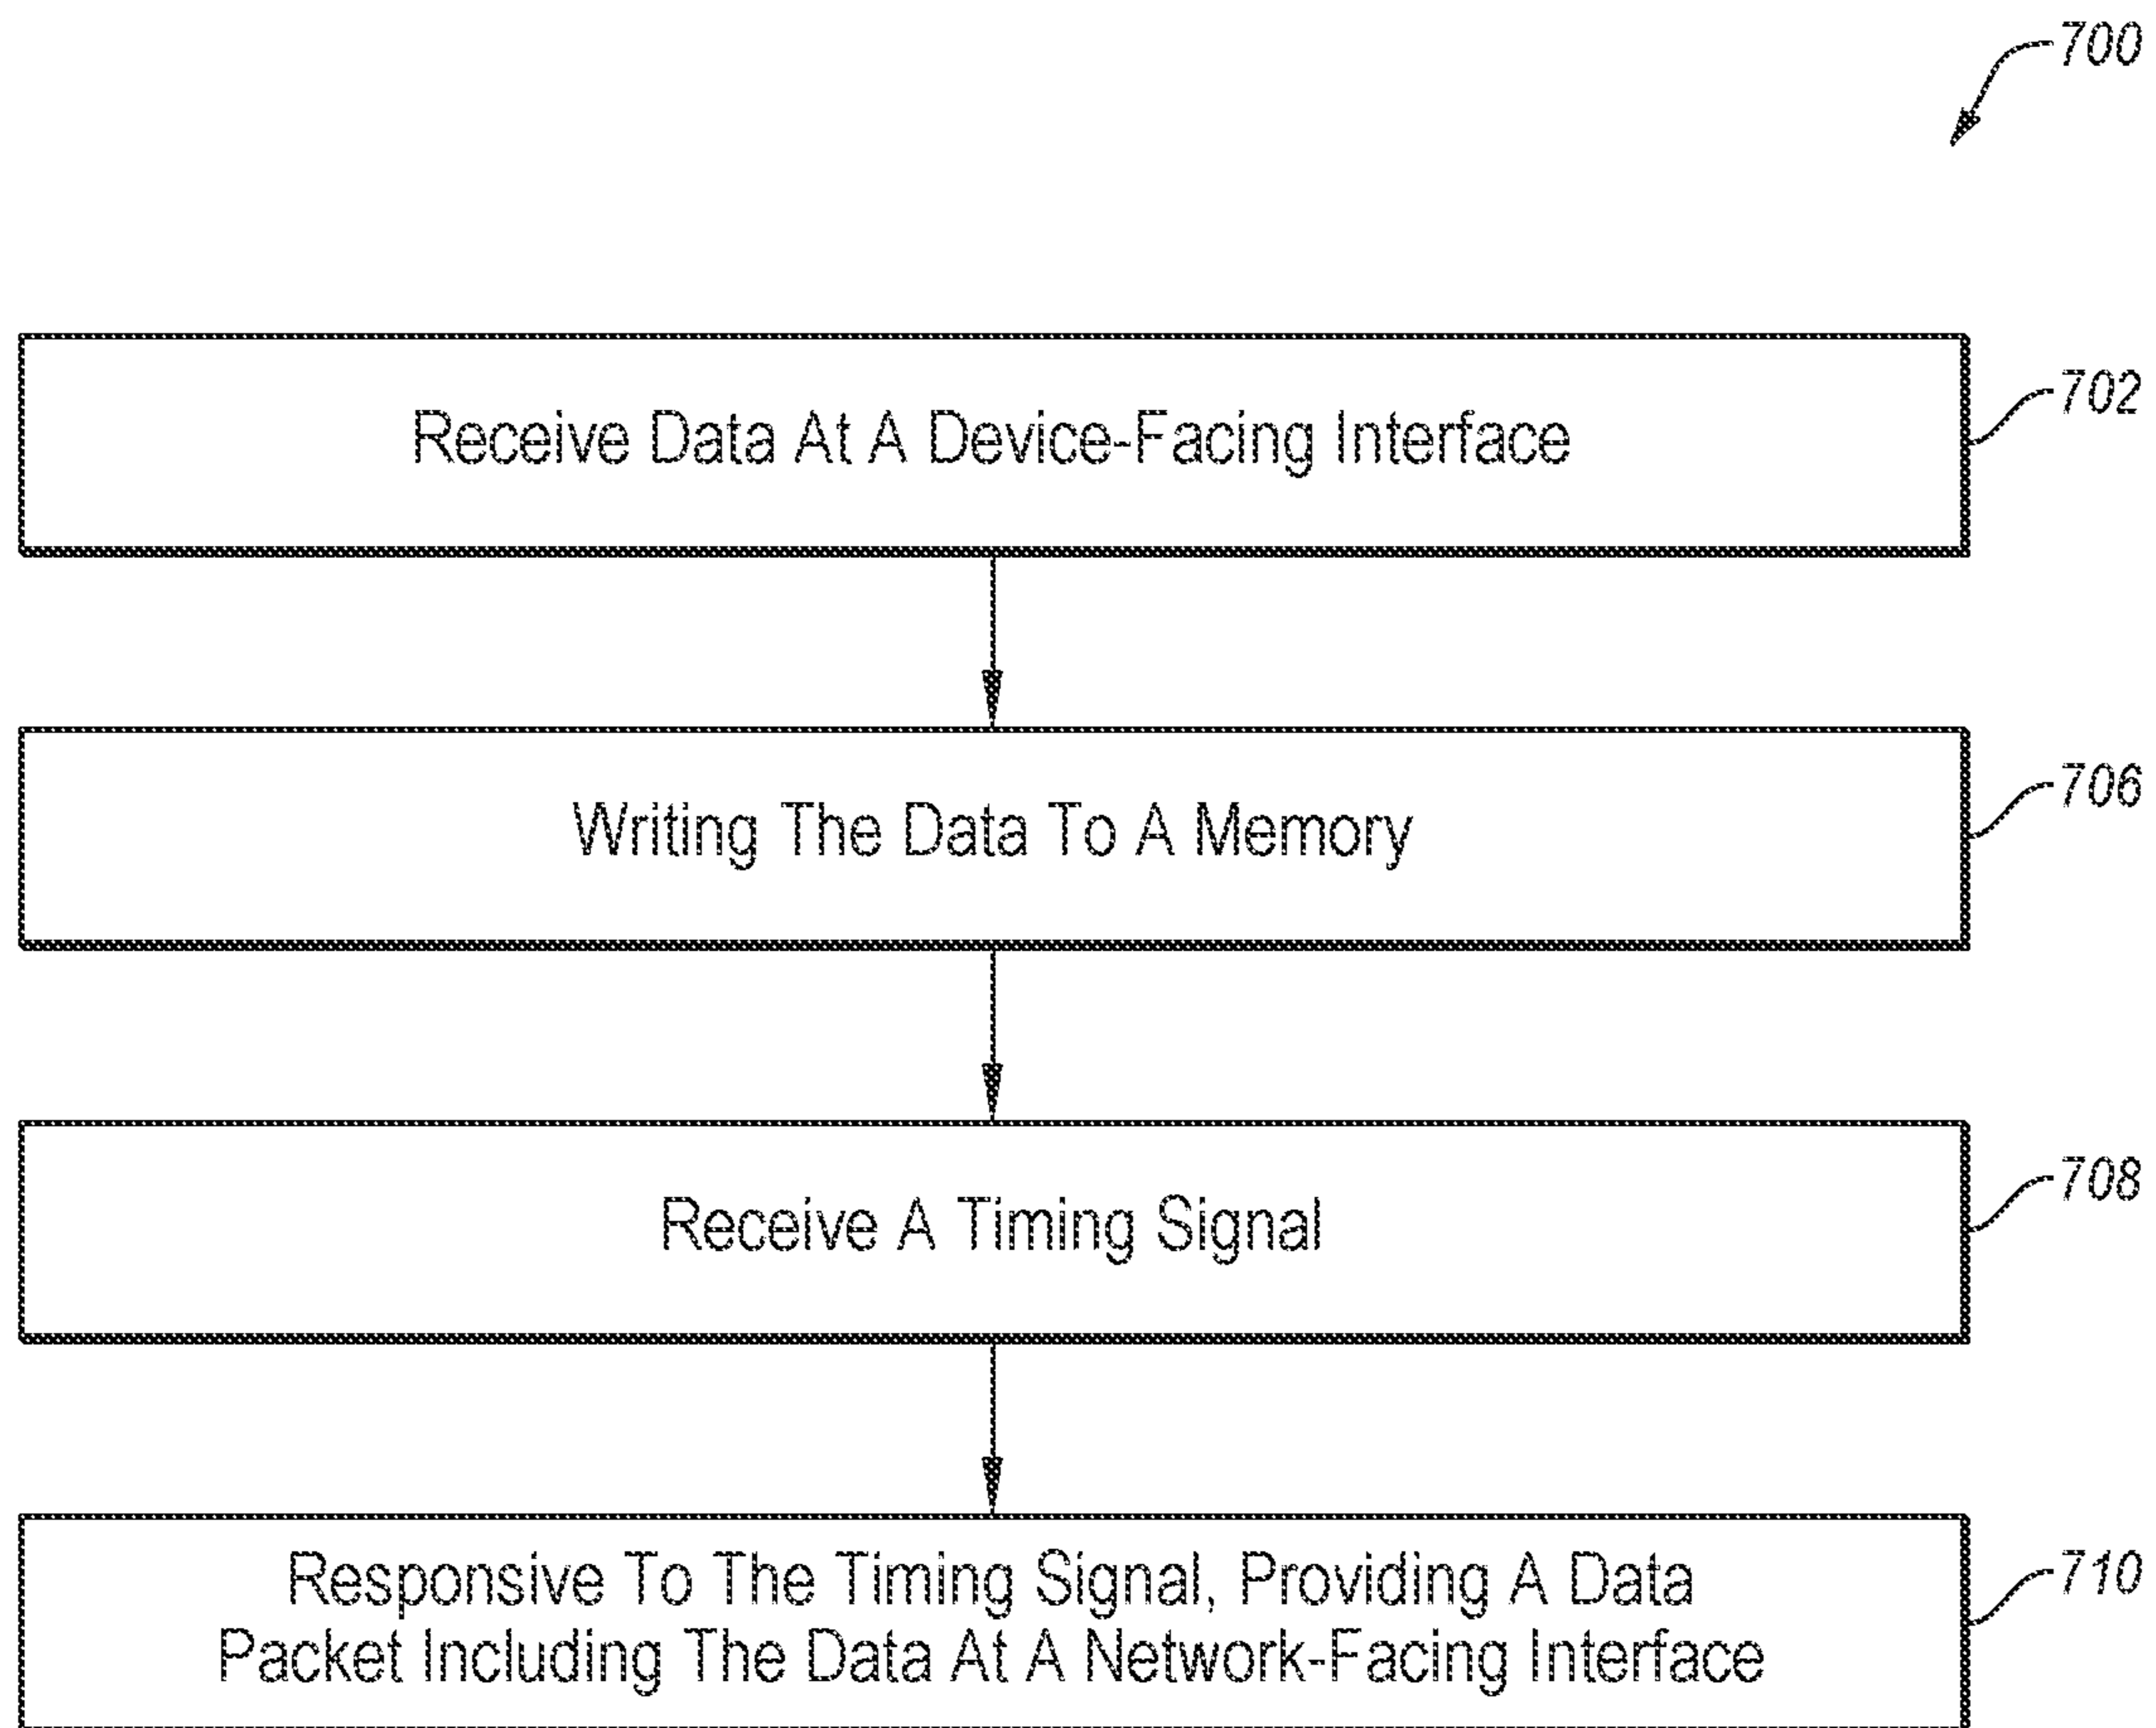 700
Receive Data At A Device-Facing Interface
702
Writing The Data To A Memory
706
Receive A Timing Signal
708
Responsive To The Timing Signal, Providing A Data
Packet Including The Data At A Network-Facing Interface
710